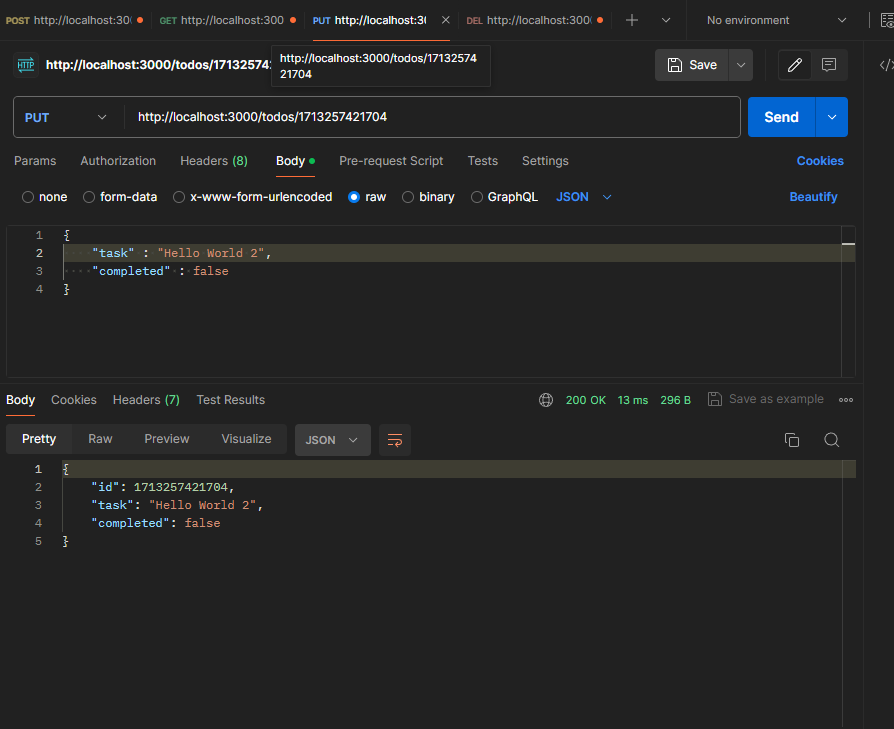 POST http://localhost:30 GET http://localhost:300 PUT http://localhost:3 DEL http://localhost:300 No environment
http://localhost:3000/todos/171325742 Save
http://localhost:3000/todos/17132574
21704
PUT http://localhost:3000/todos/1713257421704 Send
Params Authorization Headers (8) Body Pre-request Script Tests Settings Cookies
none form-data x-www-form-urlencoded raw binary GraphQL JSON Beautify
1 {
2 "task" : "Hello World 2",
3 "completed" : false
4 }
Body Cookies Headers (7) Test Results 200 OK 13 ms 296 B Save as example
Pretty Raw Preview Visualize JSON
1 {
2 "id": 1713257421704,
3 "task": "Hello World 2",
4 "completed": false
5 }